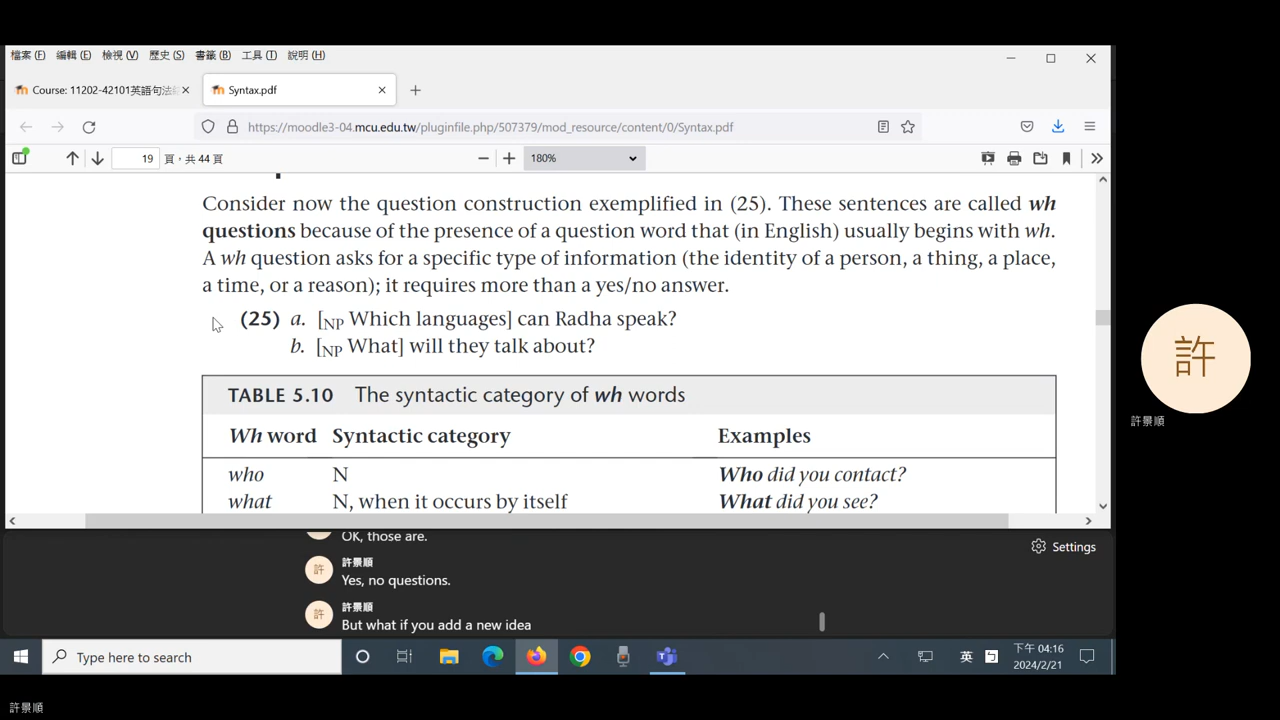 檔案 (F) 編輯 (E) 檢視 (V) 歷史 (S) 書籤 (B) 工具 (T) 說明 (H)
Course: 11202-42101英語句法 Syntax.pdf
https://moodle3-04.mcu.edu.tw/pluginfile.php/507379/mod_resource/content/0/Syntax.pdf
19 頁，共 44 頁 180%
Consider now the question construction exemplified in (25). These sentences are called wh
questions because of the presence of a question word that (in English) usually begins with wh.
A wh question asks for a specific type of information (the identity of a person, a thing, a place,
a time, or a reason); it requires more than a yes/no answer.
(25) a. [NP Which languages] can Radha speak?
b. [NP What] will they talk about?
TABLE 5.10 The syntactic category of wh words
Wh word Syntactic category Examples
who N Who did you contact?
what N, when it occurs by itself What did you see?
許
許景順
OK, those are.
Settings
許 許景順
Yes, no questions.
許 許景順
But what if you add a new idea
Type here to search
英
下午 04:16
2024/2/21
許景順